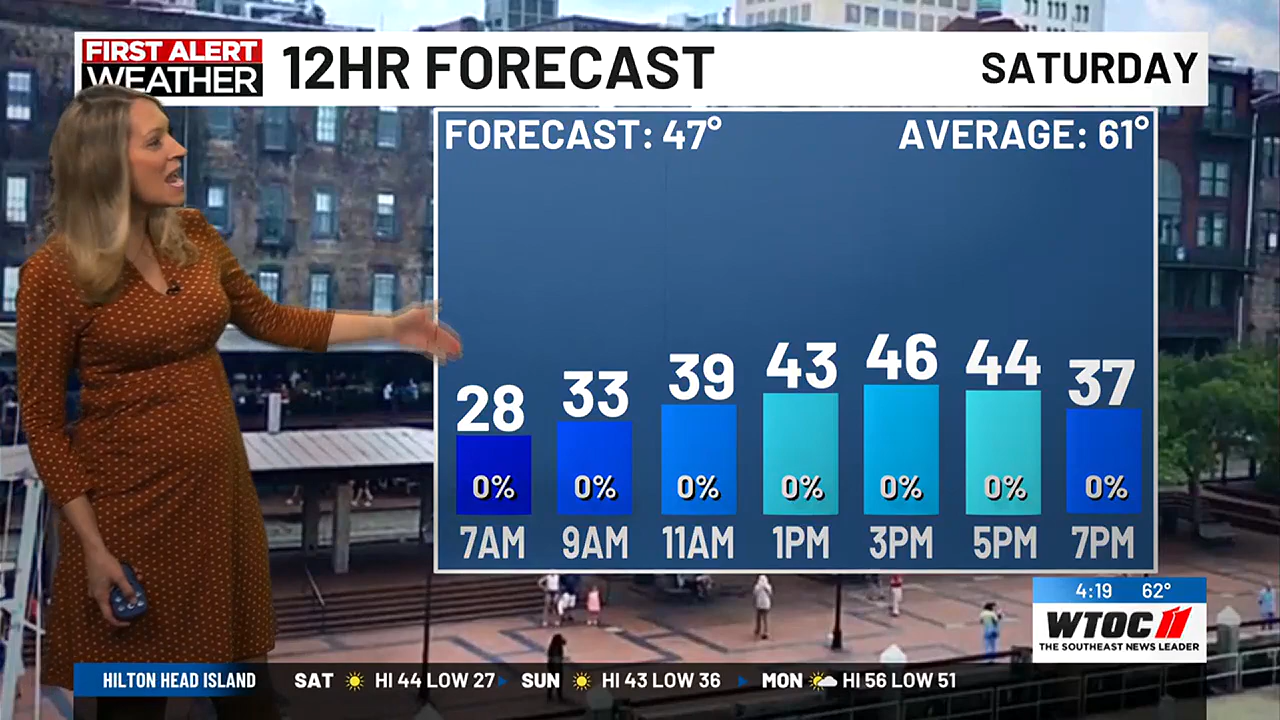 FIRST ALERT
WEATHER
12HR FORECAST
SATURDAY
FORECAST: 47°
AVERAGE: 61°
28 33 39 43 46 44 37
0% 0% 0% 0% 0% 0% 0%
7AM 9AM 11AM 1PM 3PM 5PM 7PM
4:19 62°
WTOC 11
THE SOUTHEAST NEWS LEADER
HILTON HEAD ISLAND SAT HI 44 LOW 27 SUN HI 43 LOW 36 MON HI 56 LOW 51